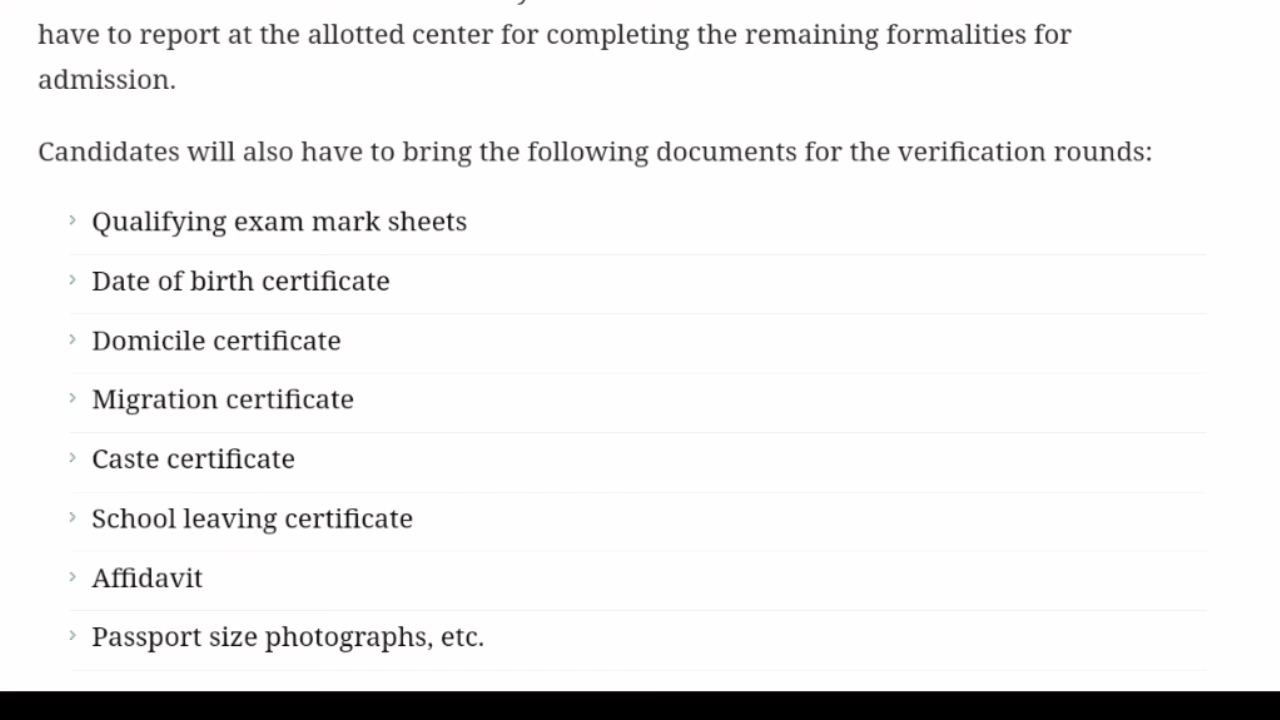 have to report at the allotted center for completing the remaining formalities for
admission.
Candidates will also have to bring the following documents for the verification rounds:
Qualifying exam mark sheets
Date of birth certificate
Domicile certificate
Migration certificate
Caste certificate
School leaving certificate
Affidavit
Passport size photographs, etc.